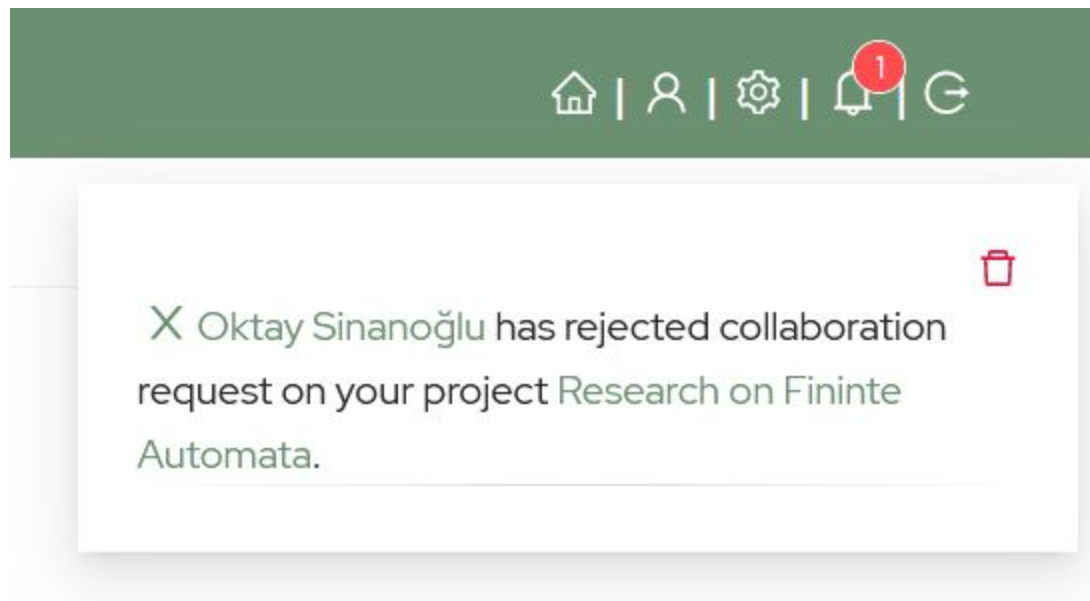 1
X Oktay Sinanoğlu has rejected collaboration
request on your project Research on Fininte
Automata.